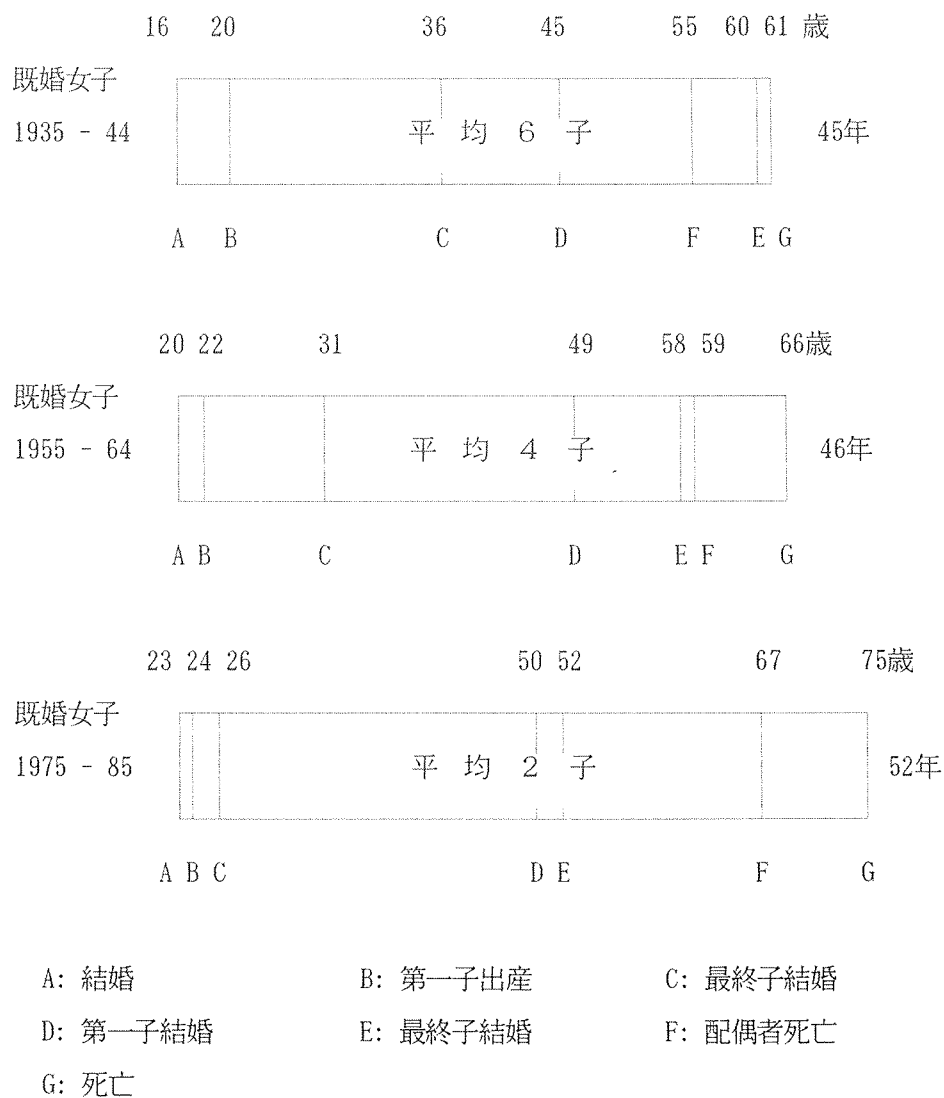 16 20 36 45 55 60 61 歳
既婚女子
1935 - 44 平 均 6 子 45年
A B C D F E G
20 22 31 49 58 59 66歳
既婚女子
1955 - 64 平 均 4 子 46年
A B C D E F G
23 24 26 50 52 67 75歳
既婚女子
1975 - 85 平 均 2 子 52年
A B C D E F G
A: 結婚 B: 第一子出産 C: 最終子結婚
D: 第一子結婚 E: 最終子結婚 F: 配偶者死亡
G: 死亡